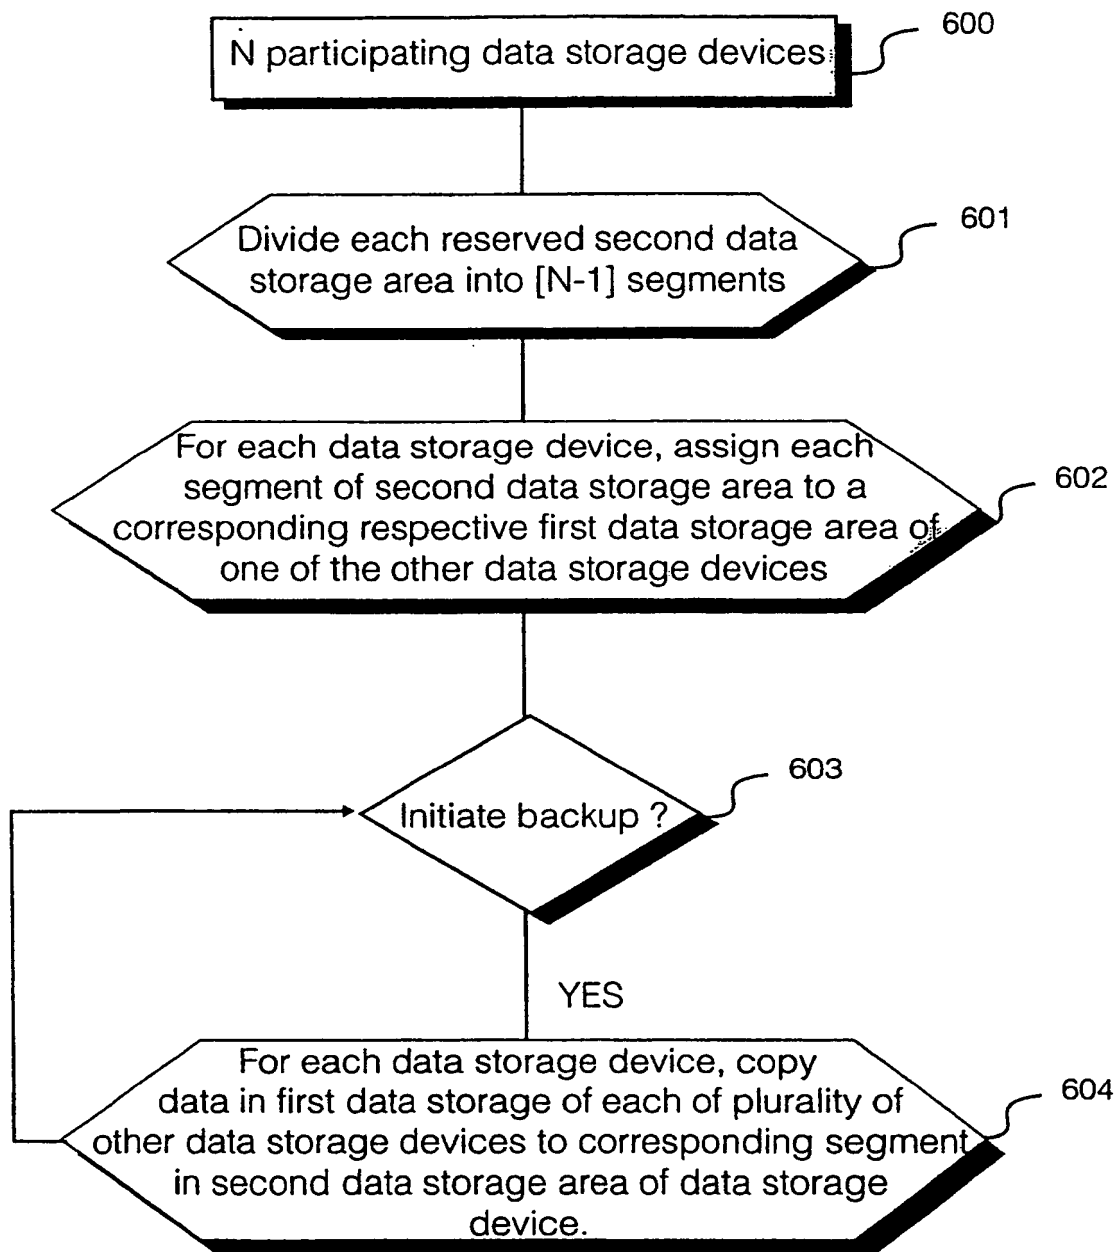 N participating data storage devices
600
Divide each reserved second data
storage area into [N-1] segments
601
For each data storage device, assign each
segment of second data storage area to a
corresponding respective first data storage area of
one of the other data storage devices
602
Initiate backup ?
603
YES
For each data storage device, copy
data in first data storage of each of plurality of
other data storage devices to corresponding segment
in second data storage area of data storage
device.
604